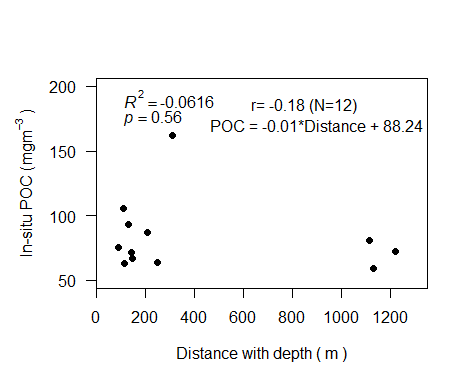 R² = -0.0616
r= -0.18 (N=12)
p = 0.56
POC = -0.01*Distance + 88.24
In-situ POC (mgm⁻³)
200
150
100
50
0 200 400 600 800 1000 1200
Distance with depth ( m )